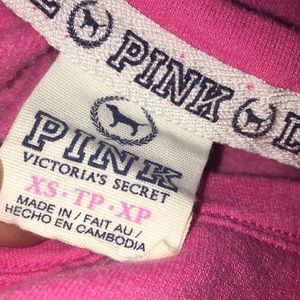 PINK
PINK
VICTORIA'S SECRET
XS · TP · XP
MADE IN / FAIT AU /
HECHO EN CAMBODIA